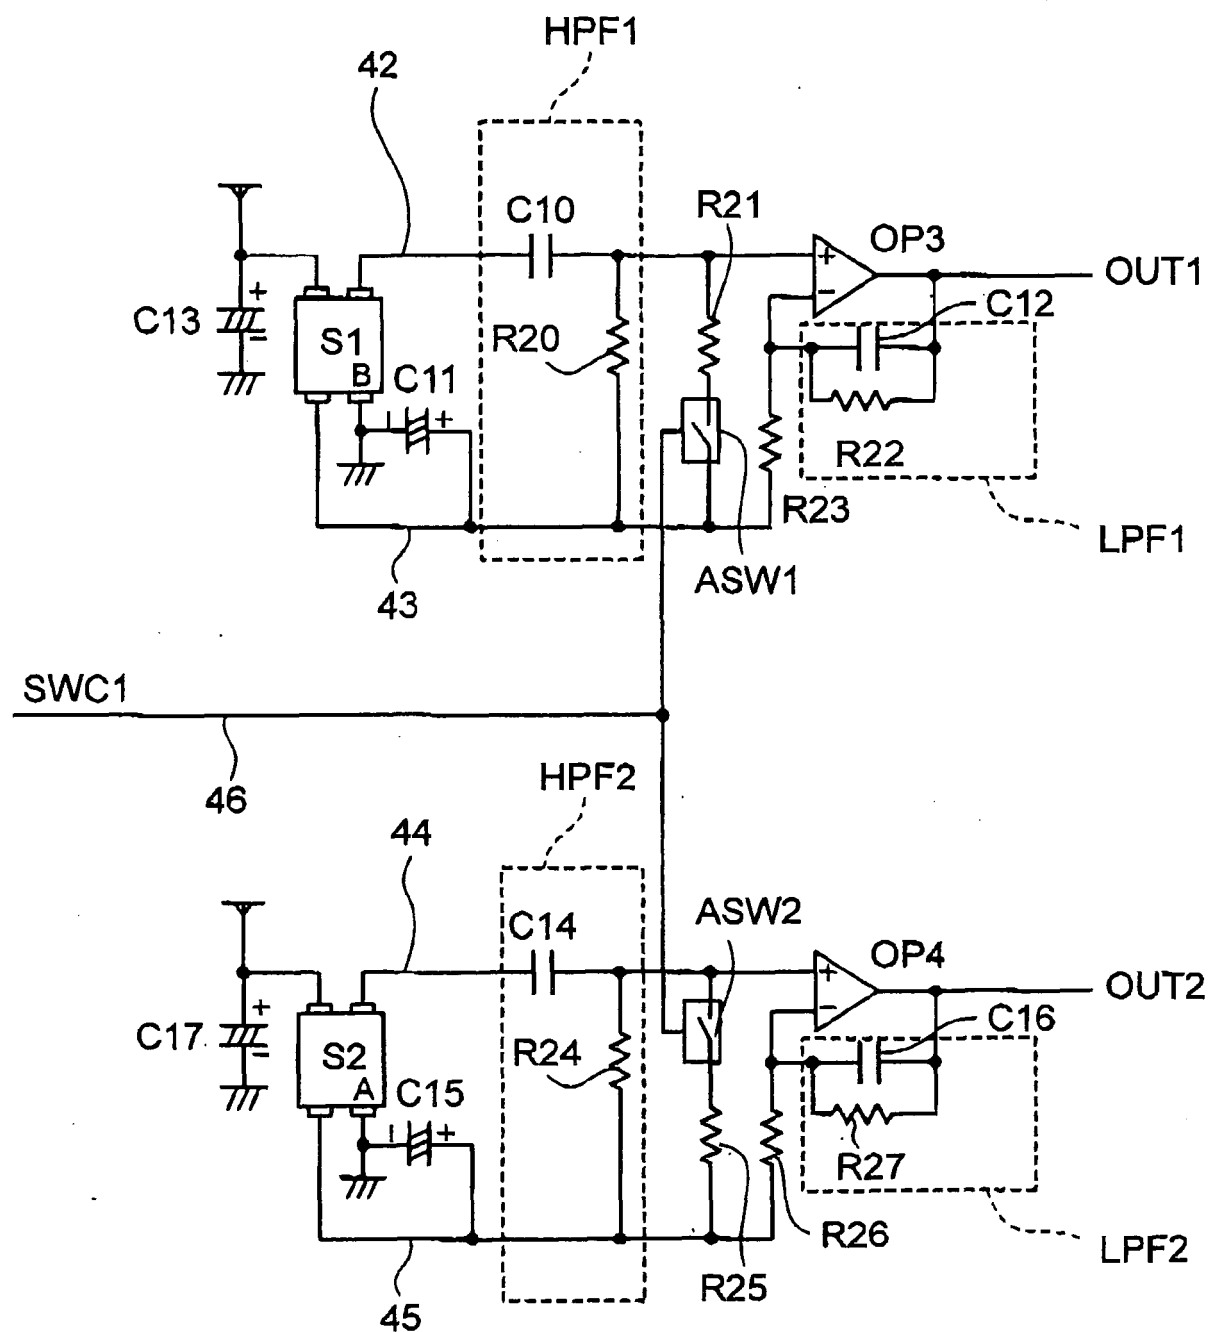 HPF1
42
C10
R21
OP3
OUT1
+
−
C13
+
−
S1
B
C11
+
R20
C12
R22
R23
LPF1
ASW1
43
SWC1
46
HPF2
44
ASW2
C14
OP4
OUT2
+
−
C17
+
−
S2
A
C15
+
R24
C16
R27
R26
LPF2
R25
45